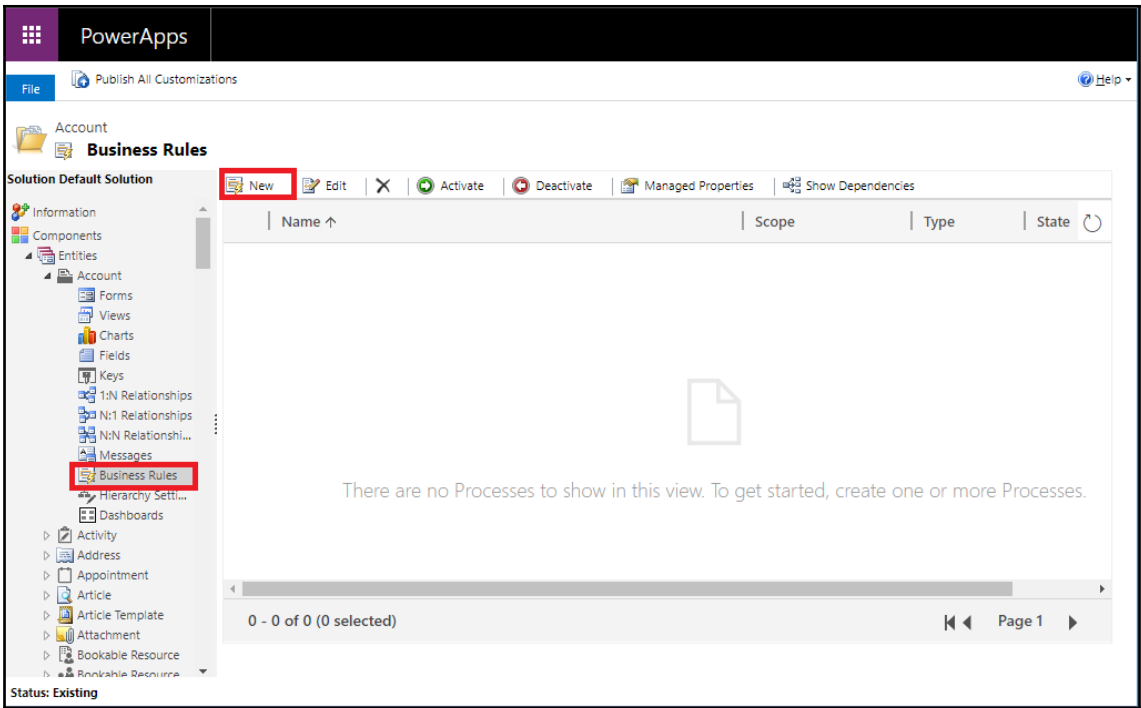 PowerApps
File
Publish All Customizations
Help
Account
Business Rules
Solution Default Solution
New
Edit
Activate
Deactivate
Managed Properties
Show Dependencies
Information
Components
Entities
Account
Forms
Views
Charts
Fields
Keys
1:N Relationships
N:1 Relationships
N:N Relationshi...
Messages
Business Rules
Hierarchy Setti...
Dashboards
Activity
Address
Appointment
Article
Article Template
Attachment
Bookable Resource
Bookable Resource
Name ↑
Scope
Type
State
There are no Processes to show in this view. To get started, create one or more Processes.
0 - 0 of 0 (0 selected)
Page 1
Status: Existing